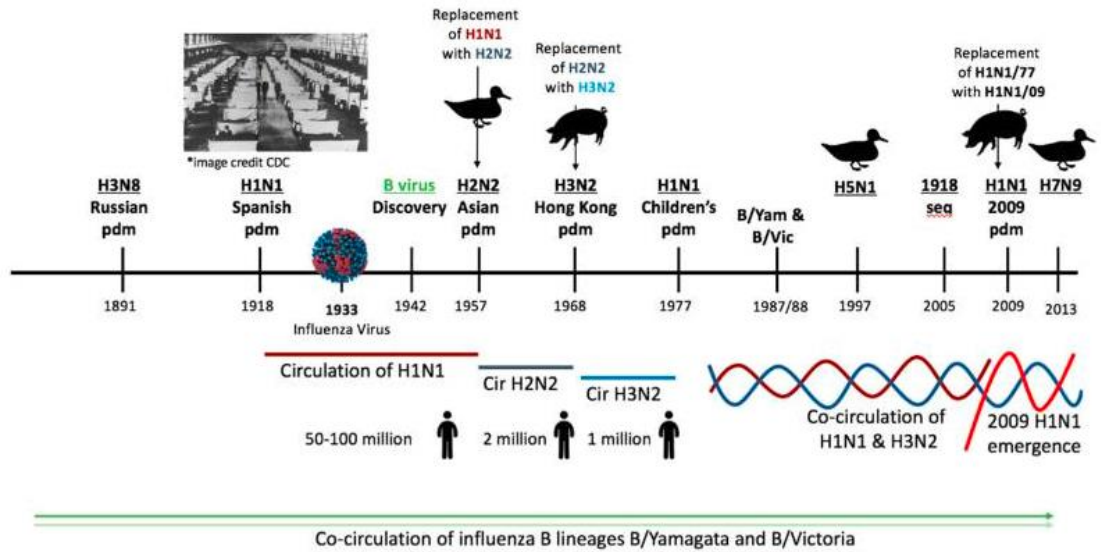 Replacement
of H1N1
with H2N2
Replacement
of H2N2
with H3N2
Replacement
of H1N1/77
with H1N1/09
*image credit CDC
H3N8
Russian
pdm
H1N1
Spanish
pdm
B virus
Discovery
H2N2
Asian
pdm
H3N2
Hong Kong
pdm
H1N1
Children's
pdm
B/Yam &
B/Vic
H5N1
1918
seq
H1N1
2009
pdm
H7N9
1891
1918
1933
Influenza Virus
1942
1957
1968
1977
1987/88
1997
2005
2009
2013
Circulation of H1N1
Cir H2N2
Cir H3N2
50-100 million
2 million
1 million
Co-circulation of
H1N1 & H3N2
2009 H1N1
emergence
Co-circulation of influenza B lineages B/Yamagata and B/Victoria